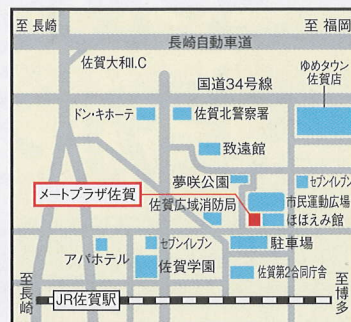 至 長崎
至 福岡
長崎自動車道
佐賀大和I.C
国道34号線
ゆめタウン
佐賀店
ドン・キホーテ
佐賀北警察署
致遠館
夢咲公園
セブンイレブン
メートプラザ佐賀
市民運動広場
佐賀広域消防局
ほほえみ館
セブンイレブン
駐車場
アパホテル
佐賀学園
佐賀第2合同庁舎
至長崎
JR佐賀駅
至博多